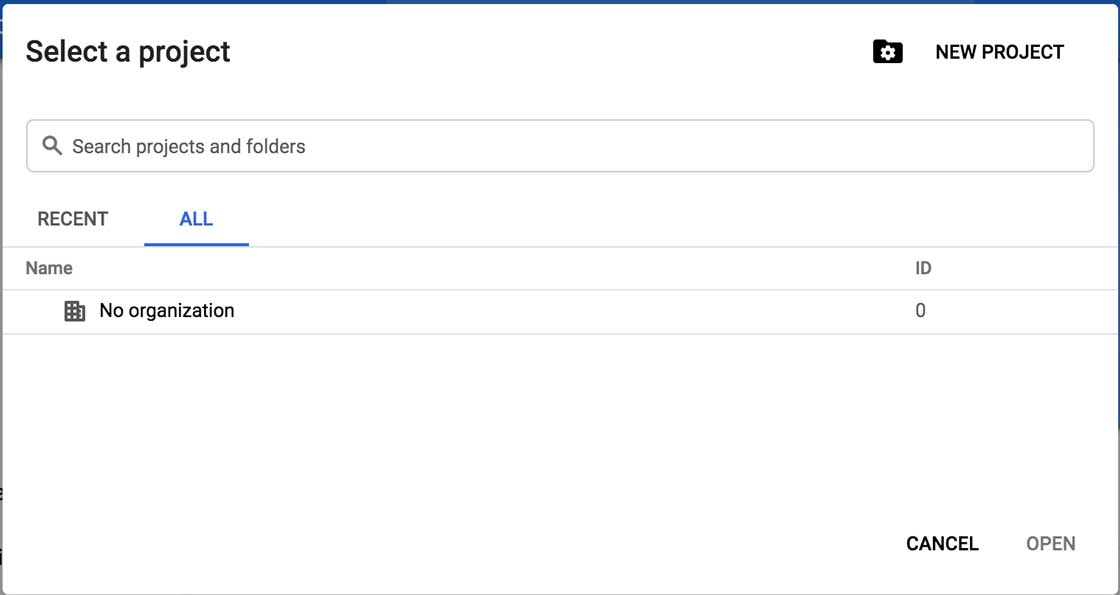 Select a project
NEW PROJECT
Search projects and folders
RECENT ALL
Name ID
No organization 0
CANCEL OPEN